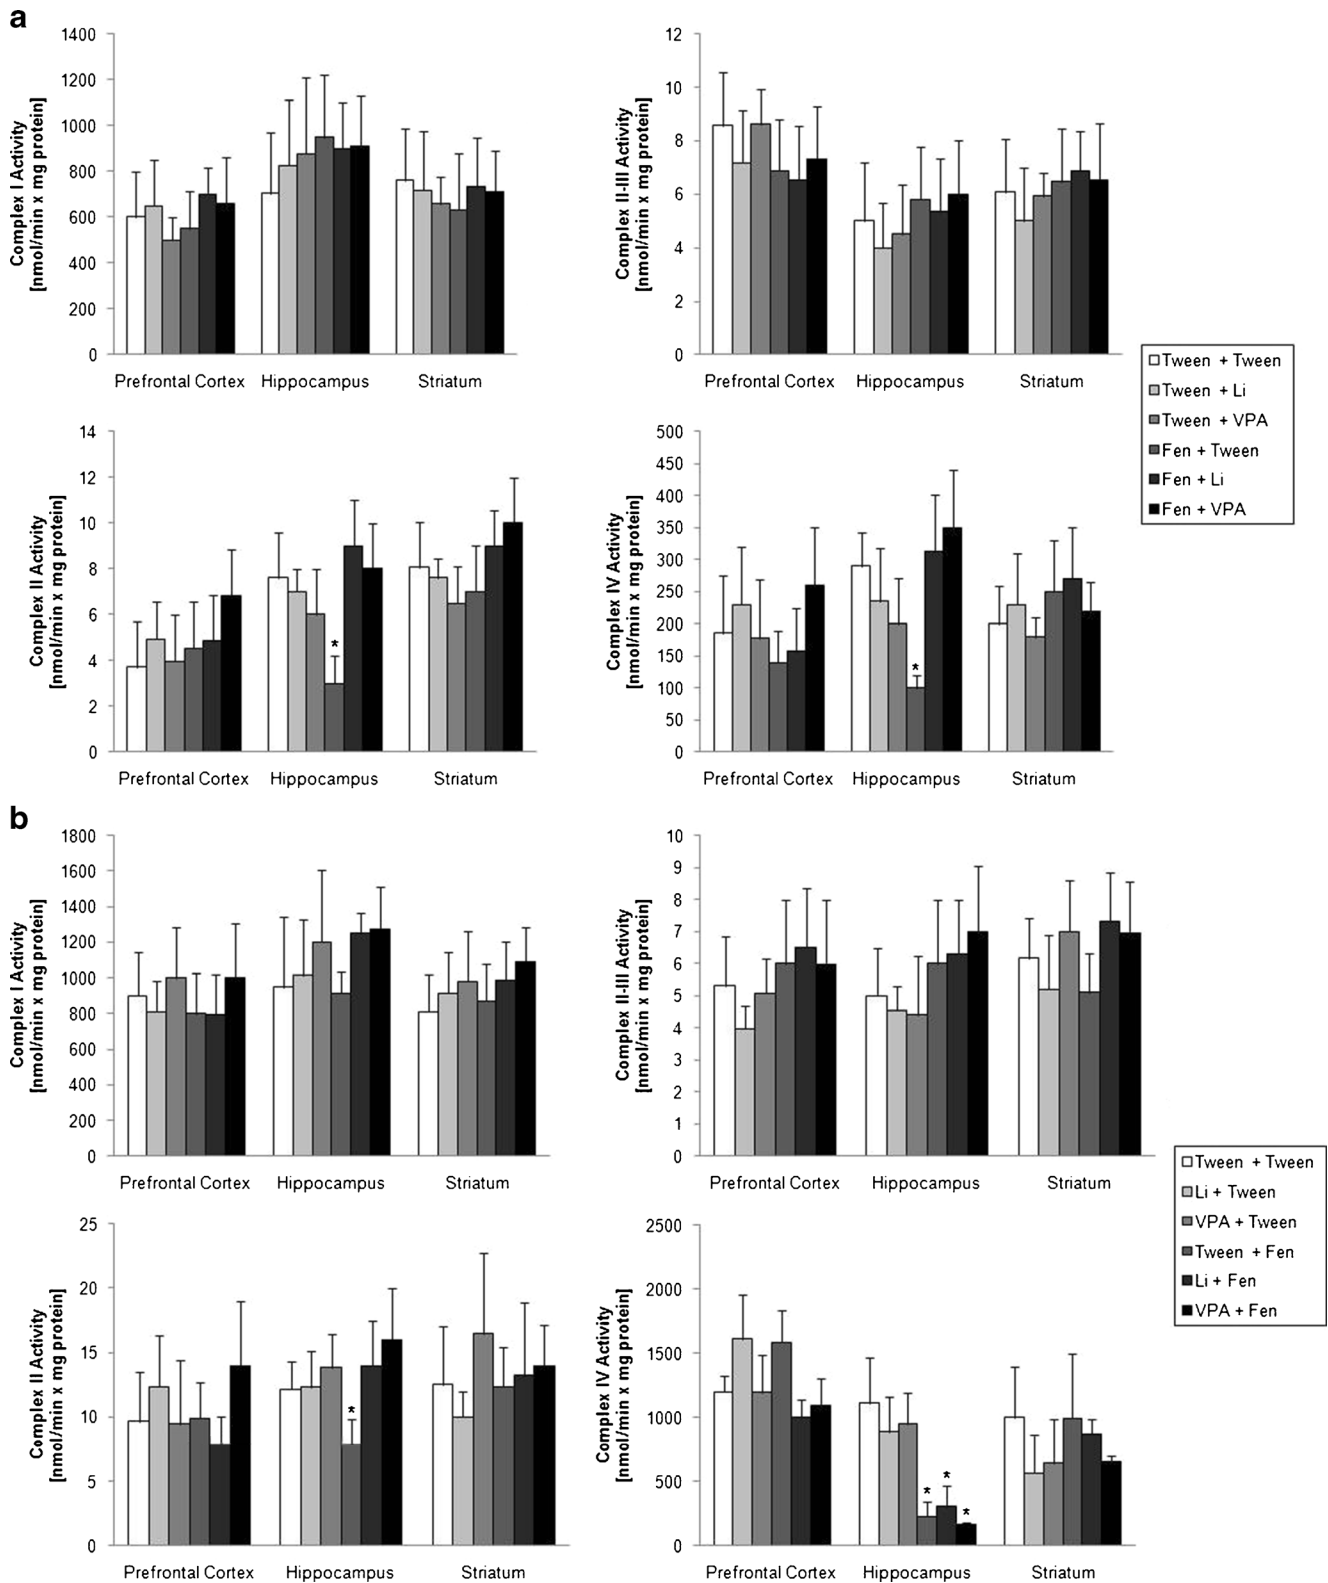 a
Complex I Activity
[nmol/min x mg protein]
1400
1200
1000
800
600
400
200
0
Prefrontal Cortex Hippocampus Striatum
Complex II-III Activity
[nmol/min x mg protein]
12
10
8
6
4
2
0
Prefrontal Cortex Hippocampus Striatum
Tween + Tween
Tween + Li
Tween + VPA
Fen + Tween
Fen + Li
Fen + VPA
Complex II Activity
[nmol/min x mg protein]
14
12
10
8
6
4
2
0
*
Prefrontal Cortex Hippocampus Striatum
Complex IV Activity
[nmol/min x mg protein]
500
450
400
350
300
250
200
150
100
50
0
*
Prefrontal Cortex Hippocampus Striatum
b
Complex I Activity
[nmol/min x mg protein]
1800
1600
1400
1200
1000
800
600
400
200
0
Prefrontal Cortex Hippocampus Striatum
Complex II-III Activity
[nmol/min x mg protein]
10
9
8
7
6
5
4
3
2
1
0
Prefrontal Cortex Hippocampus Striatum
Tween + Tween
Li + Tween
VPA + Tween
Tween + Fen
Li + Fen
VPA + Fen
Complex II Activity
[nmol/min x mg protein]
25
20
15
10
5
0
*
Prefrontal Cortex Hippocampus Striatum
Complex IV Activity
[nmol/min x mg protein]
2500
2000
1500
1000
500
0
* * *
Prefrontal Cortex Hippocampus Striatum